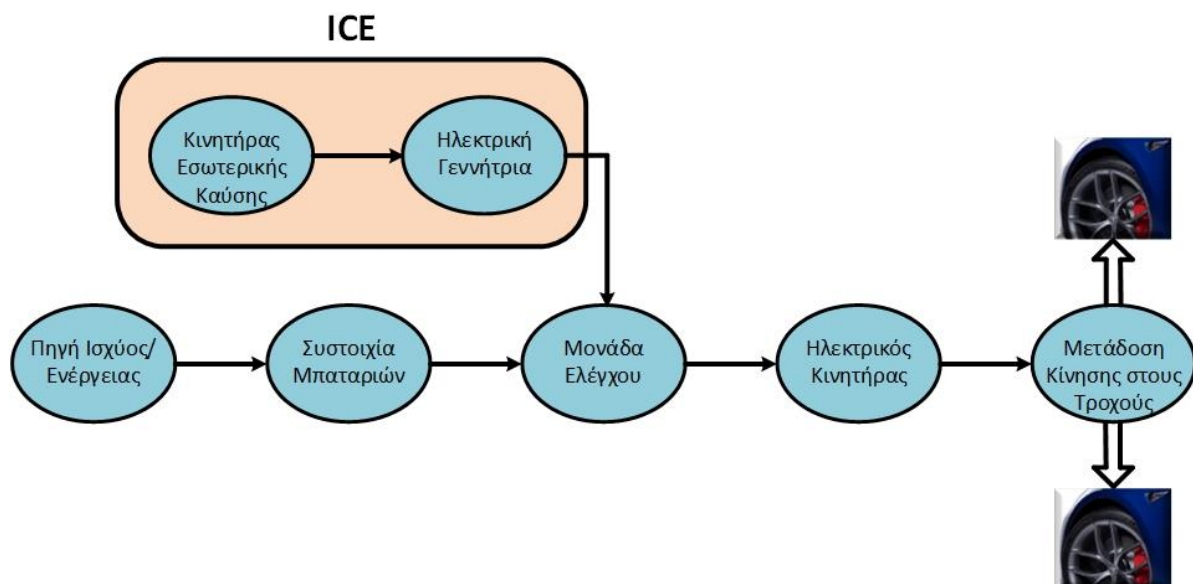 ICE
Κινητήρας
Εσωτερικής
Καύσης
Ηλεκτρική
Γεννήτρια
Πηγή Ισχύος/
Ενέργειας
Συστοιχία
Μπαταριών
Μονάδα
Ελέγχου
Ηλεκτρικός
Κινητήρας
Μετάδοση
Κίνησης στους
Τροχούς